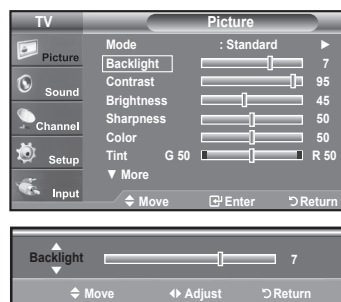 TV Picture
Picture
Sound
Channel
Setup
Input
Mode : Standard ►
Backlight 7
Contrast 95
Brightness 45
Sharpness 50
Color 50
Tint G 50 R 50
▼ More
Move Enter Return
Backlight 7
Move Adjust Return